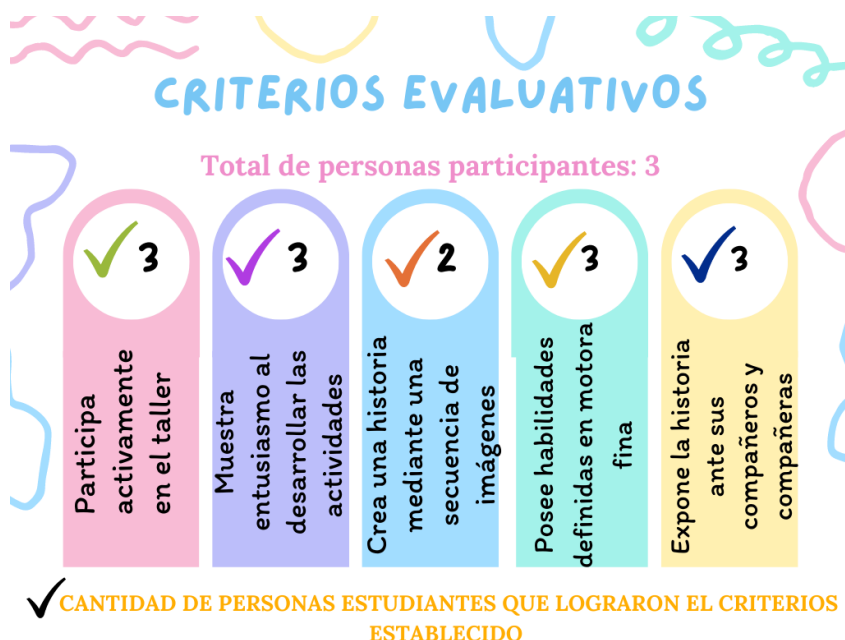 CRITERIOS EVALUATIVOS
Total de personas participantes: 3
3
Participa
activamente
en el taller
3
Muestra
entusiasmo al
desarrollar las
actividades
2
Crea una historia
mediante una
secuencia de
imágenes
3
Posee habilidades
definidas en motora
fina
3
Expone la historia
ante sus
compañeros y
compañeras
CANTIDAD DE PERSONAS ESTUDIANTES QUE LOGRARON EL CRITERIOS
ESTABLECIDO